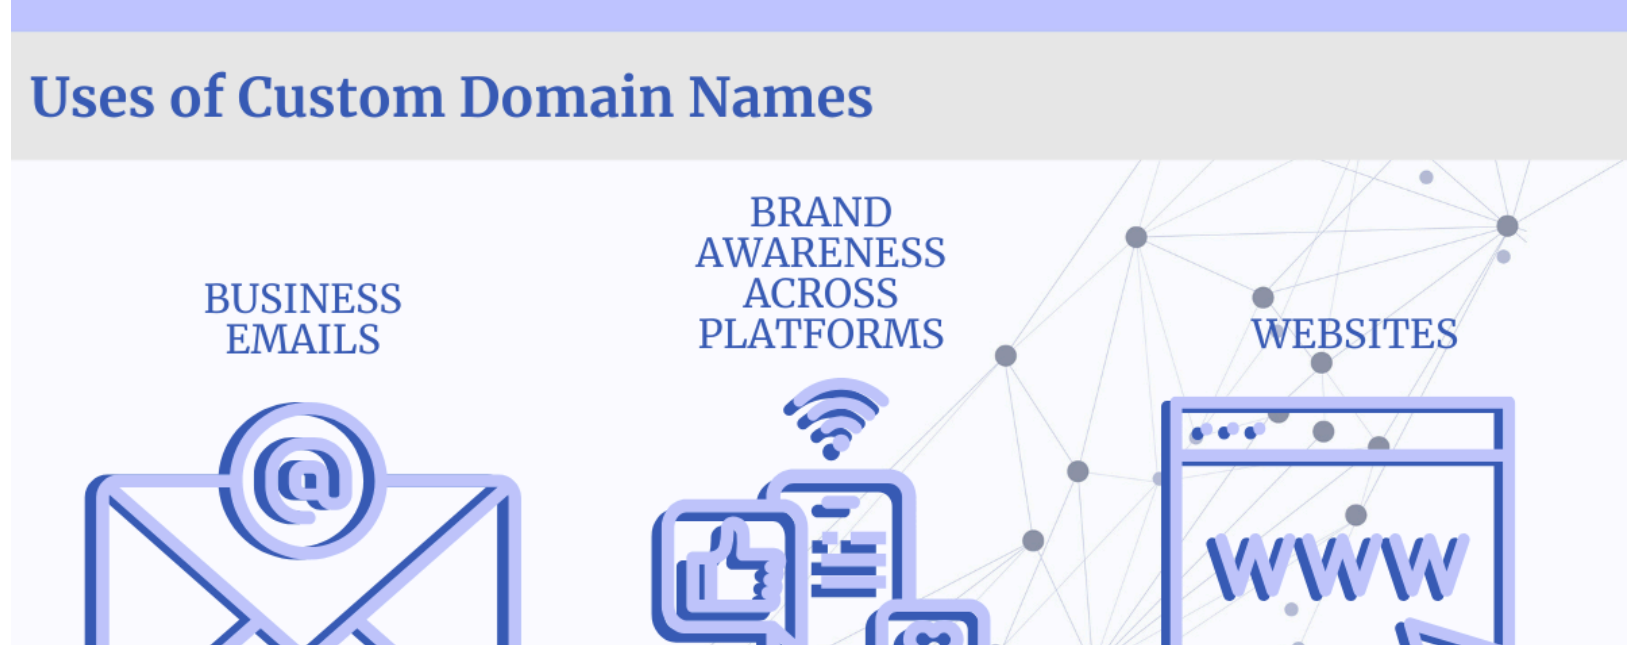 Uses of Custom Domain Names
BUSINESS
EMAILS
BRAND
AWARENESS
ACROSS
PLATFORMS
WEBSITES
@
WWW